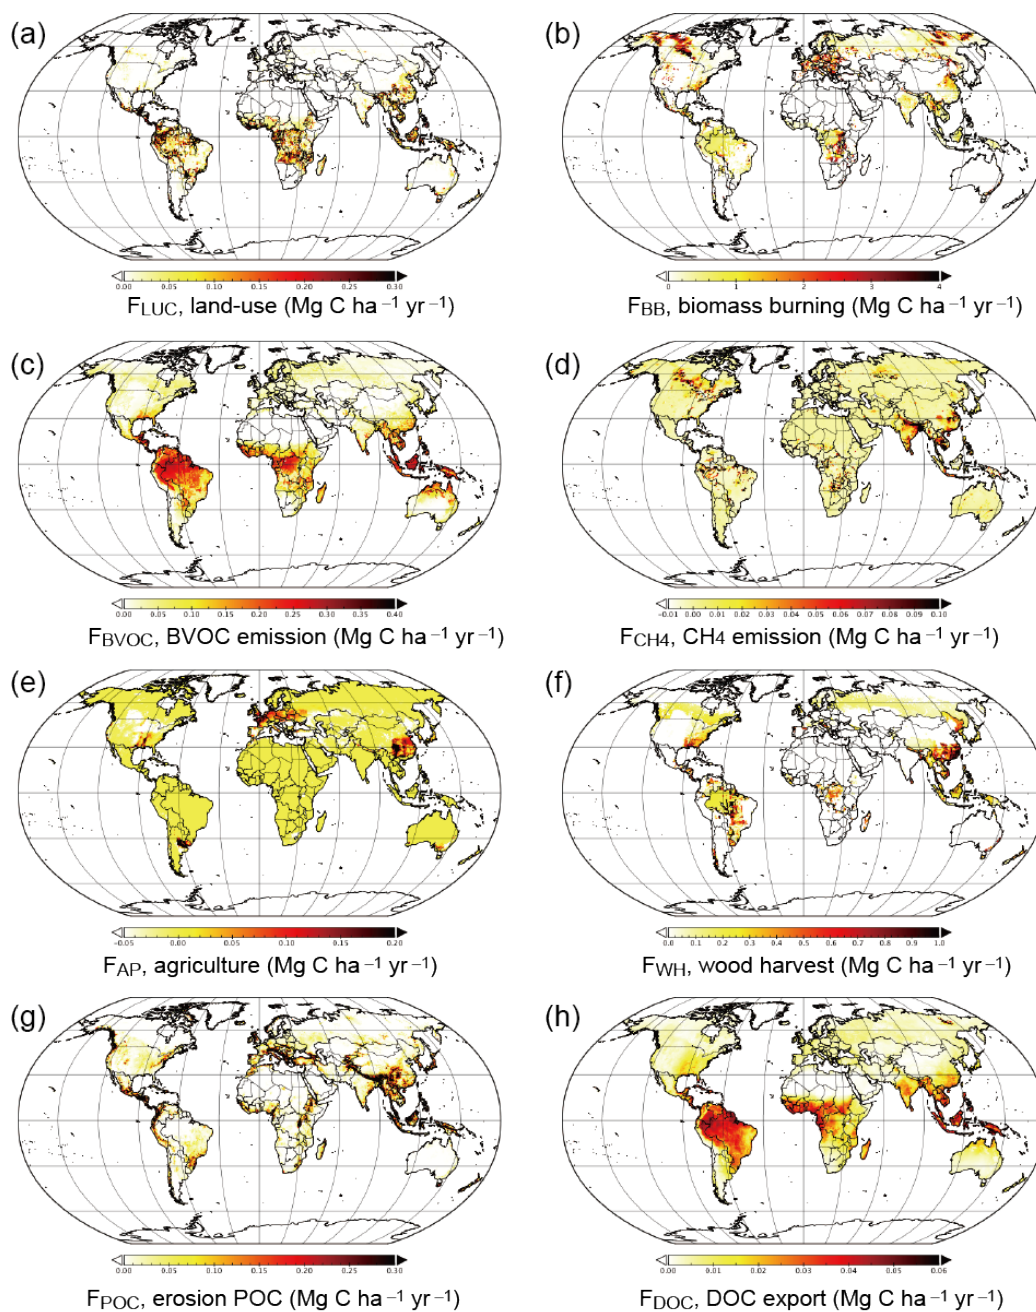 (a)
(b)
0.00 0.05 0.10 0.15 0.20 0.25 0.30
0 1 2 3 4
FLUC, land-use (Mg C ha −1 yr −1)
FBB, biomass burning (Mg C ha −1 yr −1)
(c)
(d)
0.00 0.05 0.10 0.15 0.20 0.25 0.30 0.35 0.40
−0.01 0.00 0.01 0.02 0.03 0.04 0.05 0.06 0.07 0.08 0.09 0.10
FBVOC, BVOC emission (Mg C ha −1 yr −1)
FCH4, CH4 emission (Mg C ha −1 yr −1)
(e)
(f)
−0.05 0.00 0.05 0.10 0.15 0.20
0.0 0.1 0.2 0.3 0.4 0.5 0.6 0.7 0.8 0.9 1.0
FAP, agriculture (Mg C ha −1 yr −1)
FWH, wood harvest (Mg C ha −1 yr −1)
(g)
(h)
0.00 0.05 0.10 0.15 0.20 0.25 0.30
0.00 0.01 0.02 0.03 0.04 0.05 0.06
FPOC, erosion POC (Mg C ha −1 yr −1)
FDOC, DOC export (Mg C ha −1 yr −1)